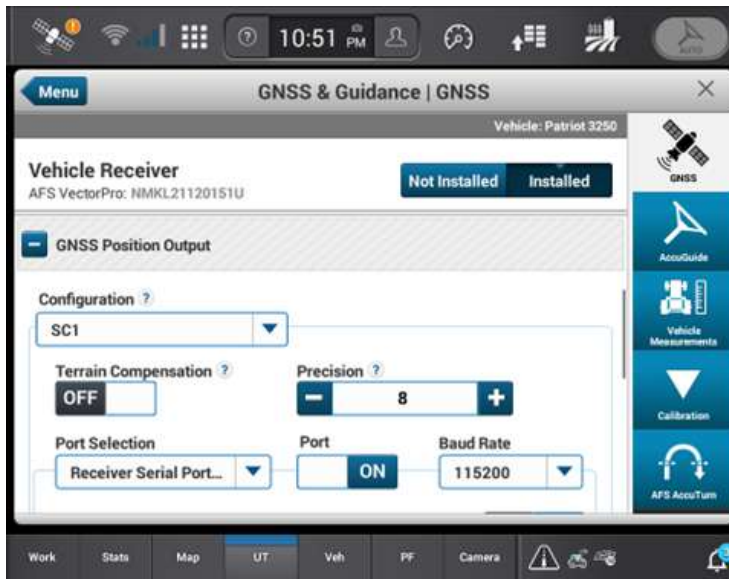 10:51 PM
AUTO
Menu
GNSS & Guidance | GNSS
Vehicle: Patriot 3250
Vehicle Receiver
AFS VectorPro: NMKL21120151U
Not Installed
Installed
GNSS
GNSS Position Output
AccuGuide
Configuration ?
SC1
Vehicle
Measurements
Terrain Compensation ?
Precision ?
OFF
8
Calibration
Port Selection
Port
Baud Rate
Receiver Serial Port...
ON
115200
AFS AccuTurn
Work
Stats
Map
UT
Veh
PF
Camera